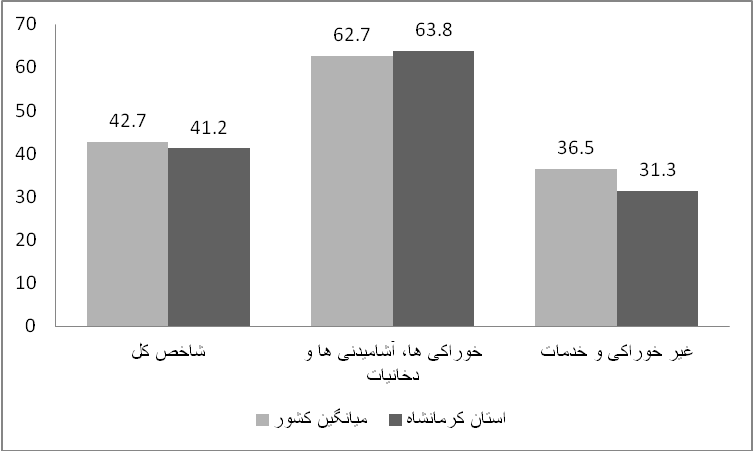 70
60
50
40
30
20
10
0
42.7
41.2
62.7
63.8
36.5
31.3
شاخص کل
خوراکی ها، آشامیدنی ها و
دخانیات
غیر خوراکی و خدمات
میانگین کشور
استان کرمانشاه